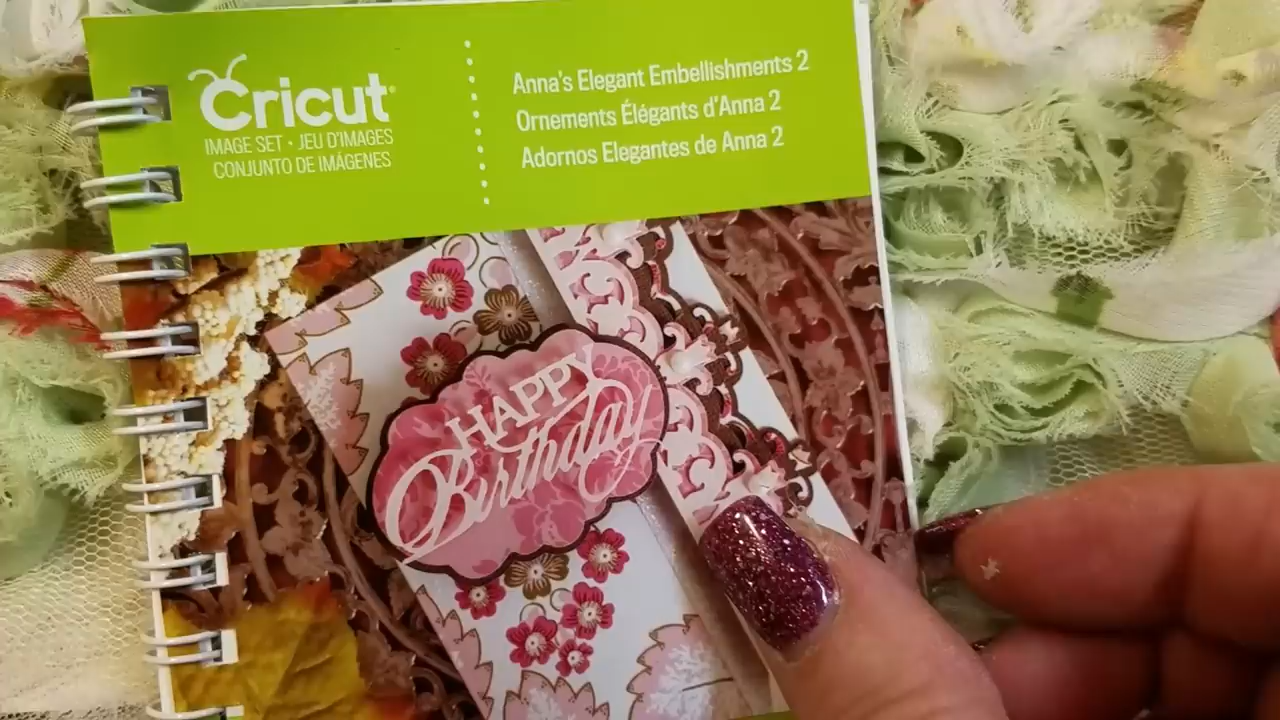 Cricut
IMAGE SET • JEU D'IMAGES
CONJUNTO DE IMÁGENES
Anna's Elegant Embellishments 2
Ornements Élégants d'Anna 2
Adornos Elegantes de Anna 2
HAPPY
Birthday